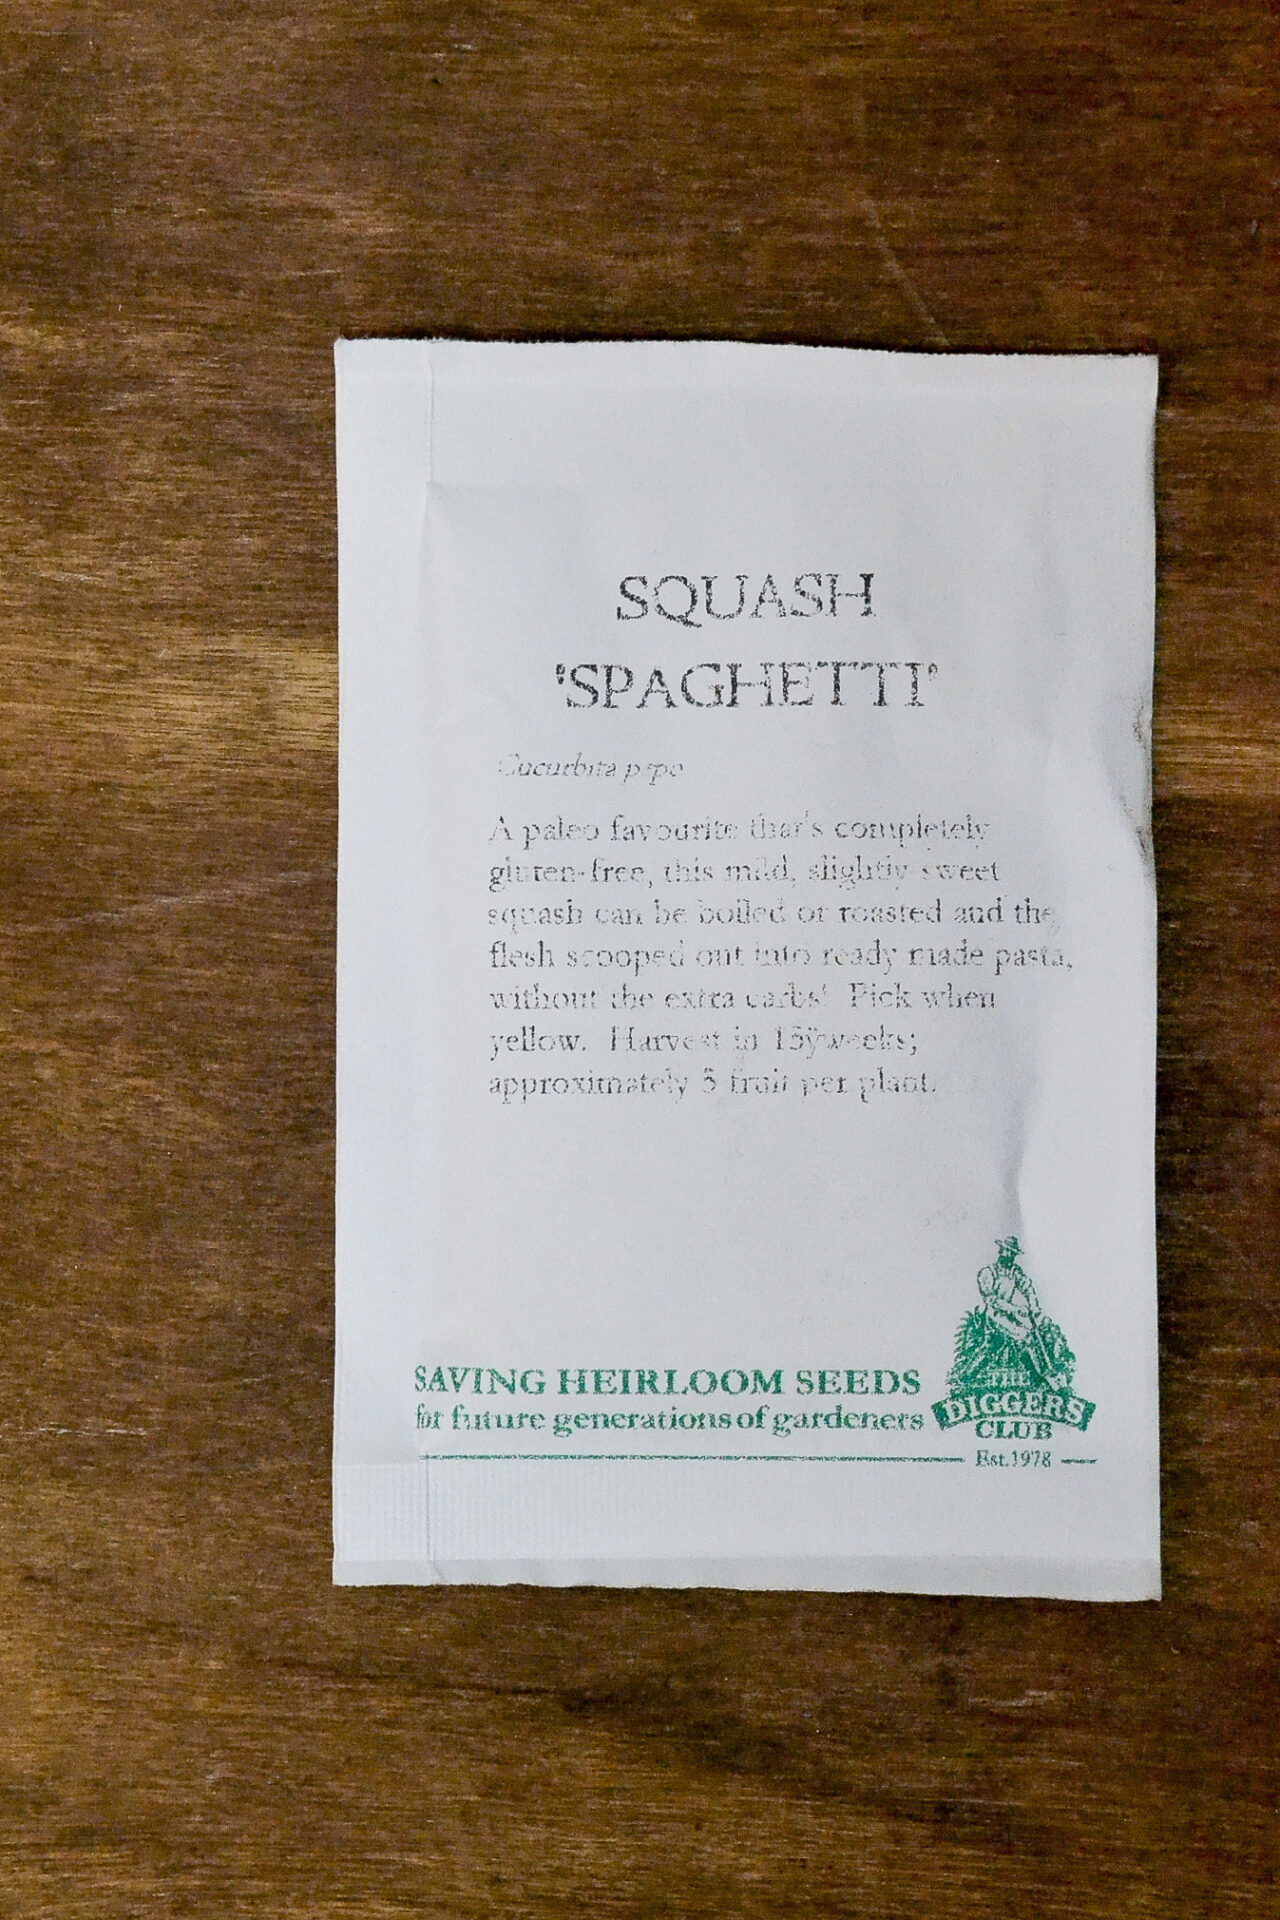 SQUASH
'SPAGHETTI'
Cucurbita pepo
A paleo favourite that's completely
gluten-free, this mild, slightly sweet
squash can be boiled or roasted and the
flesh scooped out into ready made pasta,
without the extra carbs! Pick when
yellow. Harvest in 15ÿweeks;
approximately 5 fruit per plant.
SAVING HEIRLOOM SEEDS
for future generations of gardeners
THE
DIGGERS
CLUB
Est.1978